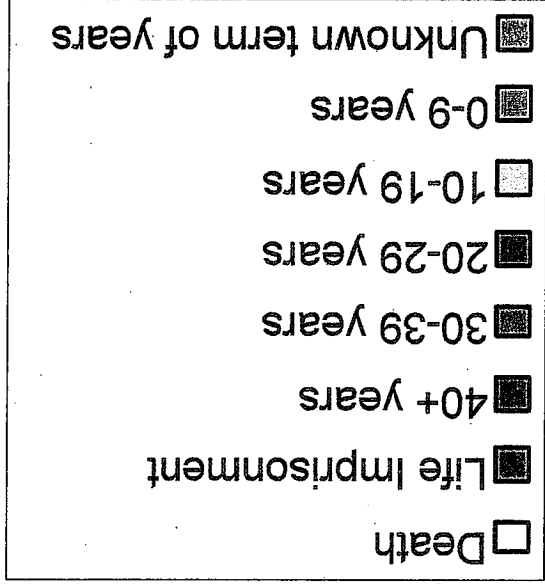 Death
Life Imprisonment
40+ years
30-39 years
20-29 years
10-19 years
0-9 years
Unknown term of years